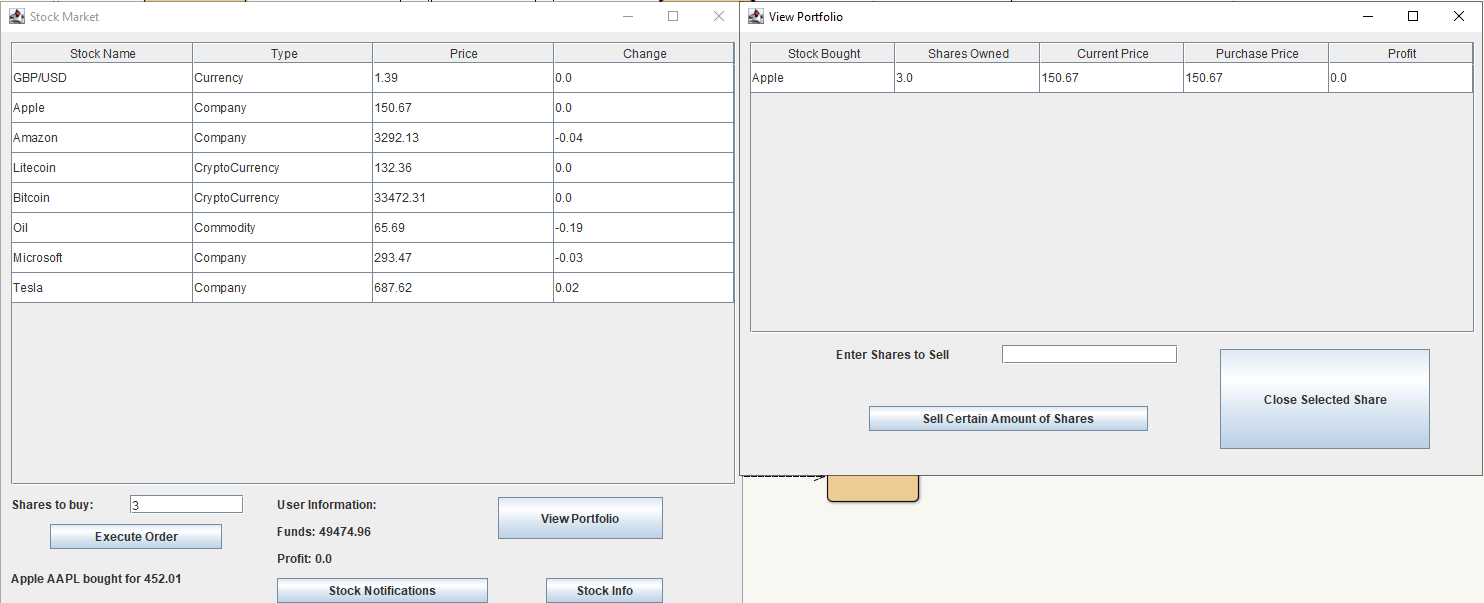 Stock Market
Stock Name Type Price Change
GBP/USD Currency 1.39 0.0
Apple Company 150.67 0.0
Amazon Company 3292.13 -0.04
Litecoin CryptoCurrency 132.36 0.0
Bitcoin CryptoCurrency 33472.31 0.0
Oil Commodity 65.69 -0.19
Microsoft Company 293.47 -0.03
Tesla Company 687.62 0.02
Shares to buy: 3
Execute Order
Apple AAPL bought for 452.01
User Information:
Funds: 49474.96
Profit: 0.0
Stock Notifications
View Portfolio
Stock Info
View Portfolio
Stock Bought Shares Owned Current Price Purchase Price Profit
Apple 3.0 150.67 150.67 0.0
Enter Shares to Sell
Sell Certain Amount of Shares
Close Selected Share